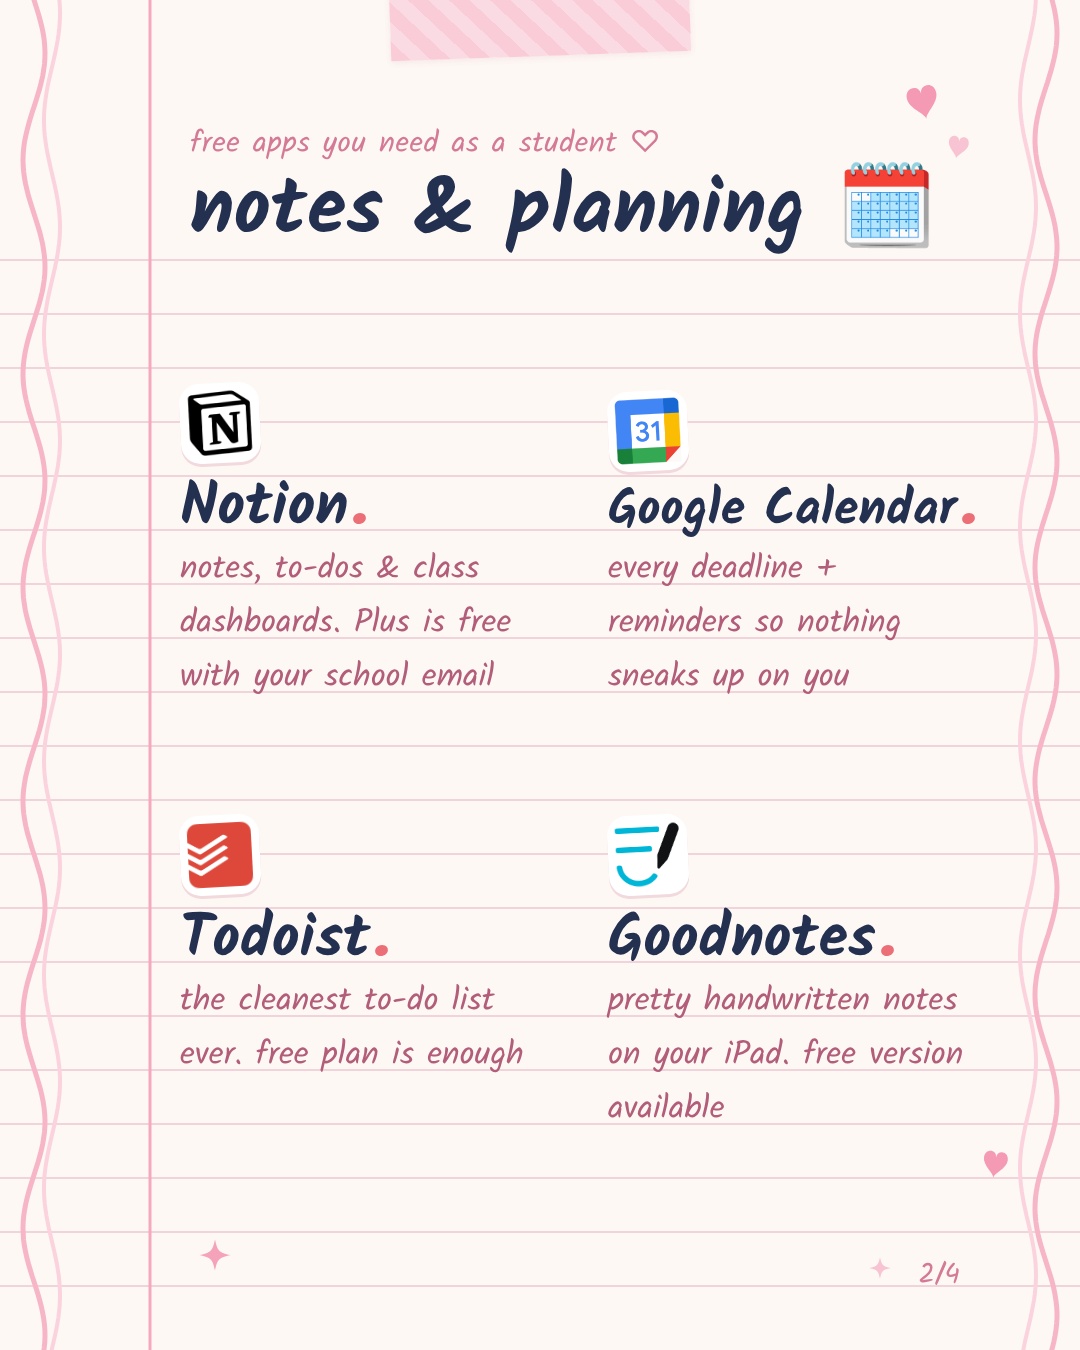 free apps you need as a student ♡
notes & planning
N
Notion.
notes, to-dos & class
dashboards. Plus is free
with your school email
31
Google Calendar.
every deadline +
reminders so nothing
sneaks up on you
Todoist.
the cleanest to-do list
ever. free plan is enough
Goodnotes.
pretty handwritten notes
on your iPad. free version
available
2/4